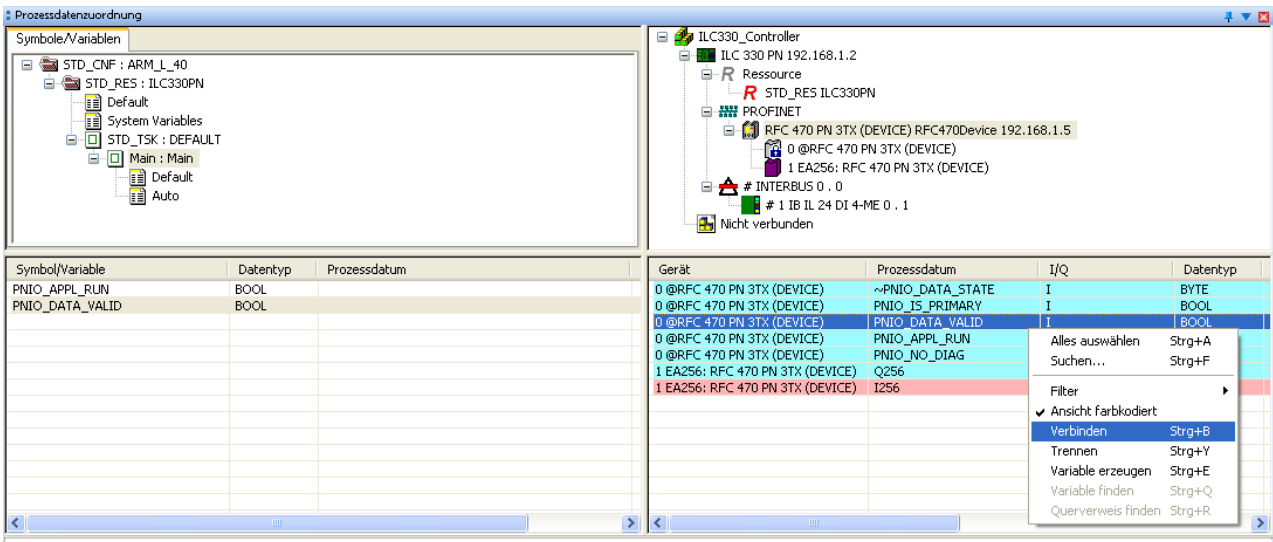 Prozessdatenzuordnung
Symbole/Variablen
STD_CNF : ARM_L_40
STD_RES : ILC330PN
Default
System Variables
STD_TSK : DEFAULT
Main : Main
Default
Auto
ILC330_Controller
ILC 330 PN 192.168.1.2
R Ressource
R STD_RES ILC330PN
PROFINET
RFC 470 PN 3TX (DEVICE) RFC470Device 192.168.1.5
0 @RFC 470 PN 3TX (DEVICE)
1 EA256: RFC 470 PN 3TX (DEVICE)
# INTERBUS 0 . 0
# 1 IB IL 24 DI 4-ME 0 . 1
Nicht verbunden
Symbol/Variable Datentyp Prozessdatum
PNIO_APPL_RUN BOOL
PNIO_DATA_VALID BOOL
Gerät Prozessdatum I/Q Datentyp
0 @RFC 470 PN 3TX (DEVICE) ~PNIO_DATA_STATE I BYTE
0 @RFC 470 PN 3TX (DEVICE) PNIO_IS_PRIMARY I BOOL
0 @RFC 470 PN 3TX (DEVICE) PNIO_DATA_VALID I BOOL
0 @RFC 470 PN 3TX (DEVICE) PNIO_APPL_RUN
0 @RFC 470 PN 3TX (DEVICE) PNIO_NO_DIAG
1 EA256: RFC 470 PN 3TX (DEVICE) Q256
1 EA256: RFC 470 PN 3TX (DEVICE) I256
Alles auswählen Strg+A
Suchen... Strg+F
Filter
Ansicht farbkodiert
Verbinden Strg+B
Trennen Strg+Y
Variable erzeugen Strg+E
Variable finden Strg+Q
Querverweis finden Strg+R